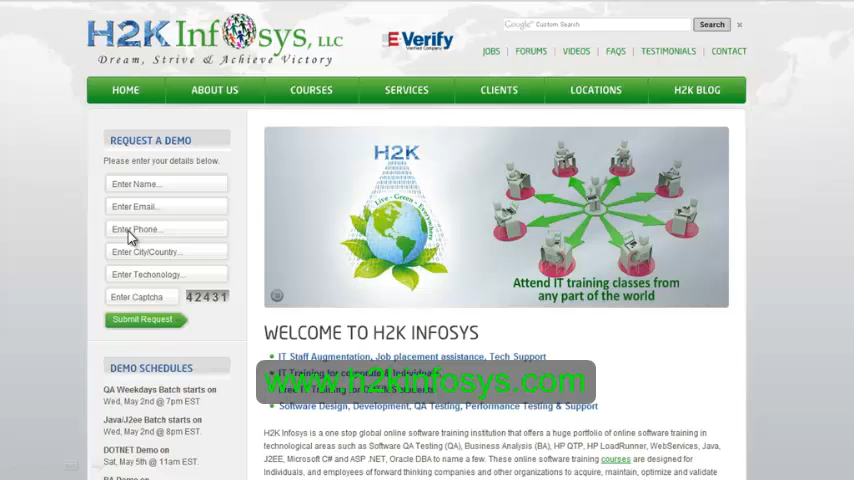 H2K Infosys, LLC
Dream, Strive & Achieve Victory
E Verify
Google™ Custom Search
Search
×
JOBS FORUMS VIDEOS FAQS TESTIMONIALS CONTACT
HOME ABOUT US COURSES SERVICES CLIENTS LOCATIONS H2K BLOG
REQUEST A DEMO
Please enter your details below.
Enter Name...
Enter Email...
Enter Phone...
Enter City/Country...
Enter Techonology...
Enter Captcha 42431
Submit Request
DEMO SCHEDULES
QA Weekdays Batch starts on
Wed, May 2nd @ 7pm EST
Java/J2ee Batch starts on
Wed, May 2nd @ 8pm EST.
DOTNET Demo on
Sat, May 5th @ 11am EST.
H2K
Live - Green - Everywhere
Attend IT training classes from
any part of the world
WELCOME TO H2K INFOSYS
IT Staff Augmentation, Job placement assistance, Tech Support
IT Training for corporate & Individuals
www.h2kinfosys.com
Software Design, Development, QA Testing, Performance Testing & Support
H2K Infosys is a one stop global online software training institution that offers a huge portfolio of online software training in
technological areas such as Software QA Testing (QA), Business Analysis (BA), HP QTP, HP LoadRunner, WebServices, Java,
J2EE, Microsoft C# and ASP .NET, Oracle DBA to name a few. These online software training courses are designed for
Individuals, and employees of forward thinking companies and other organizations to acquire, maintain, optimize and validate